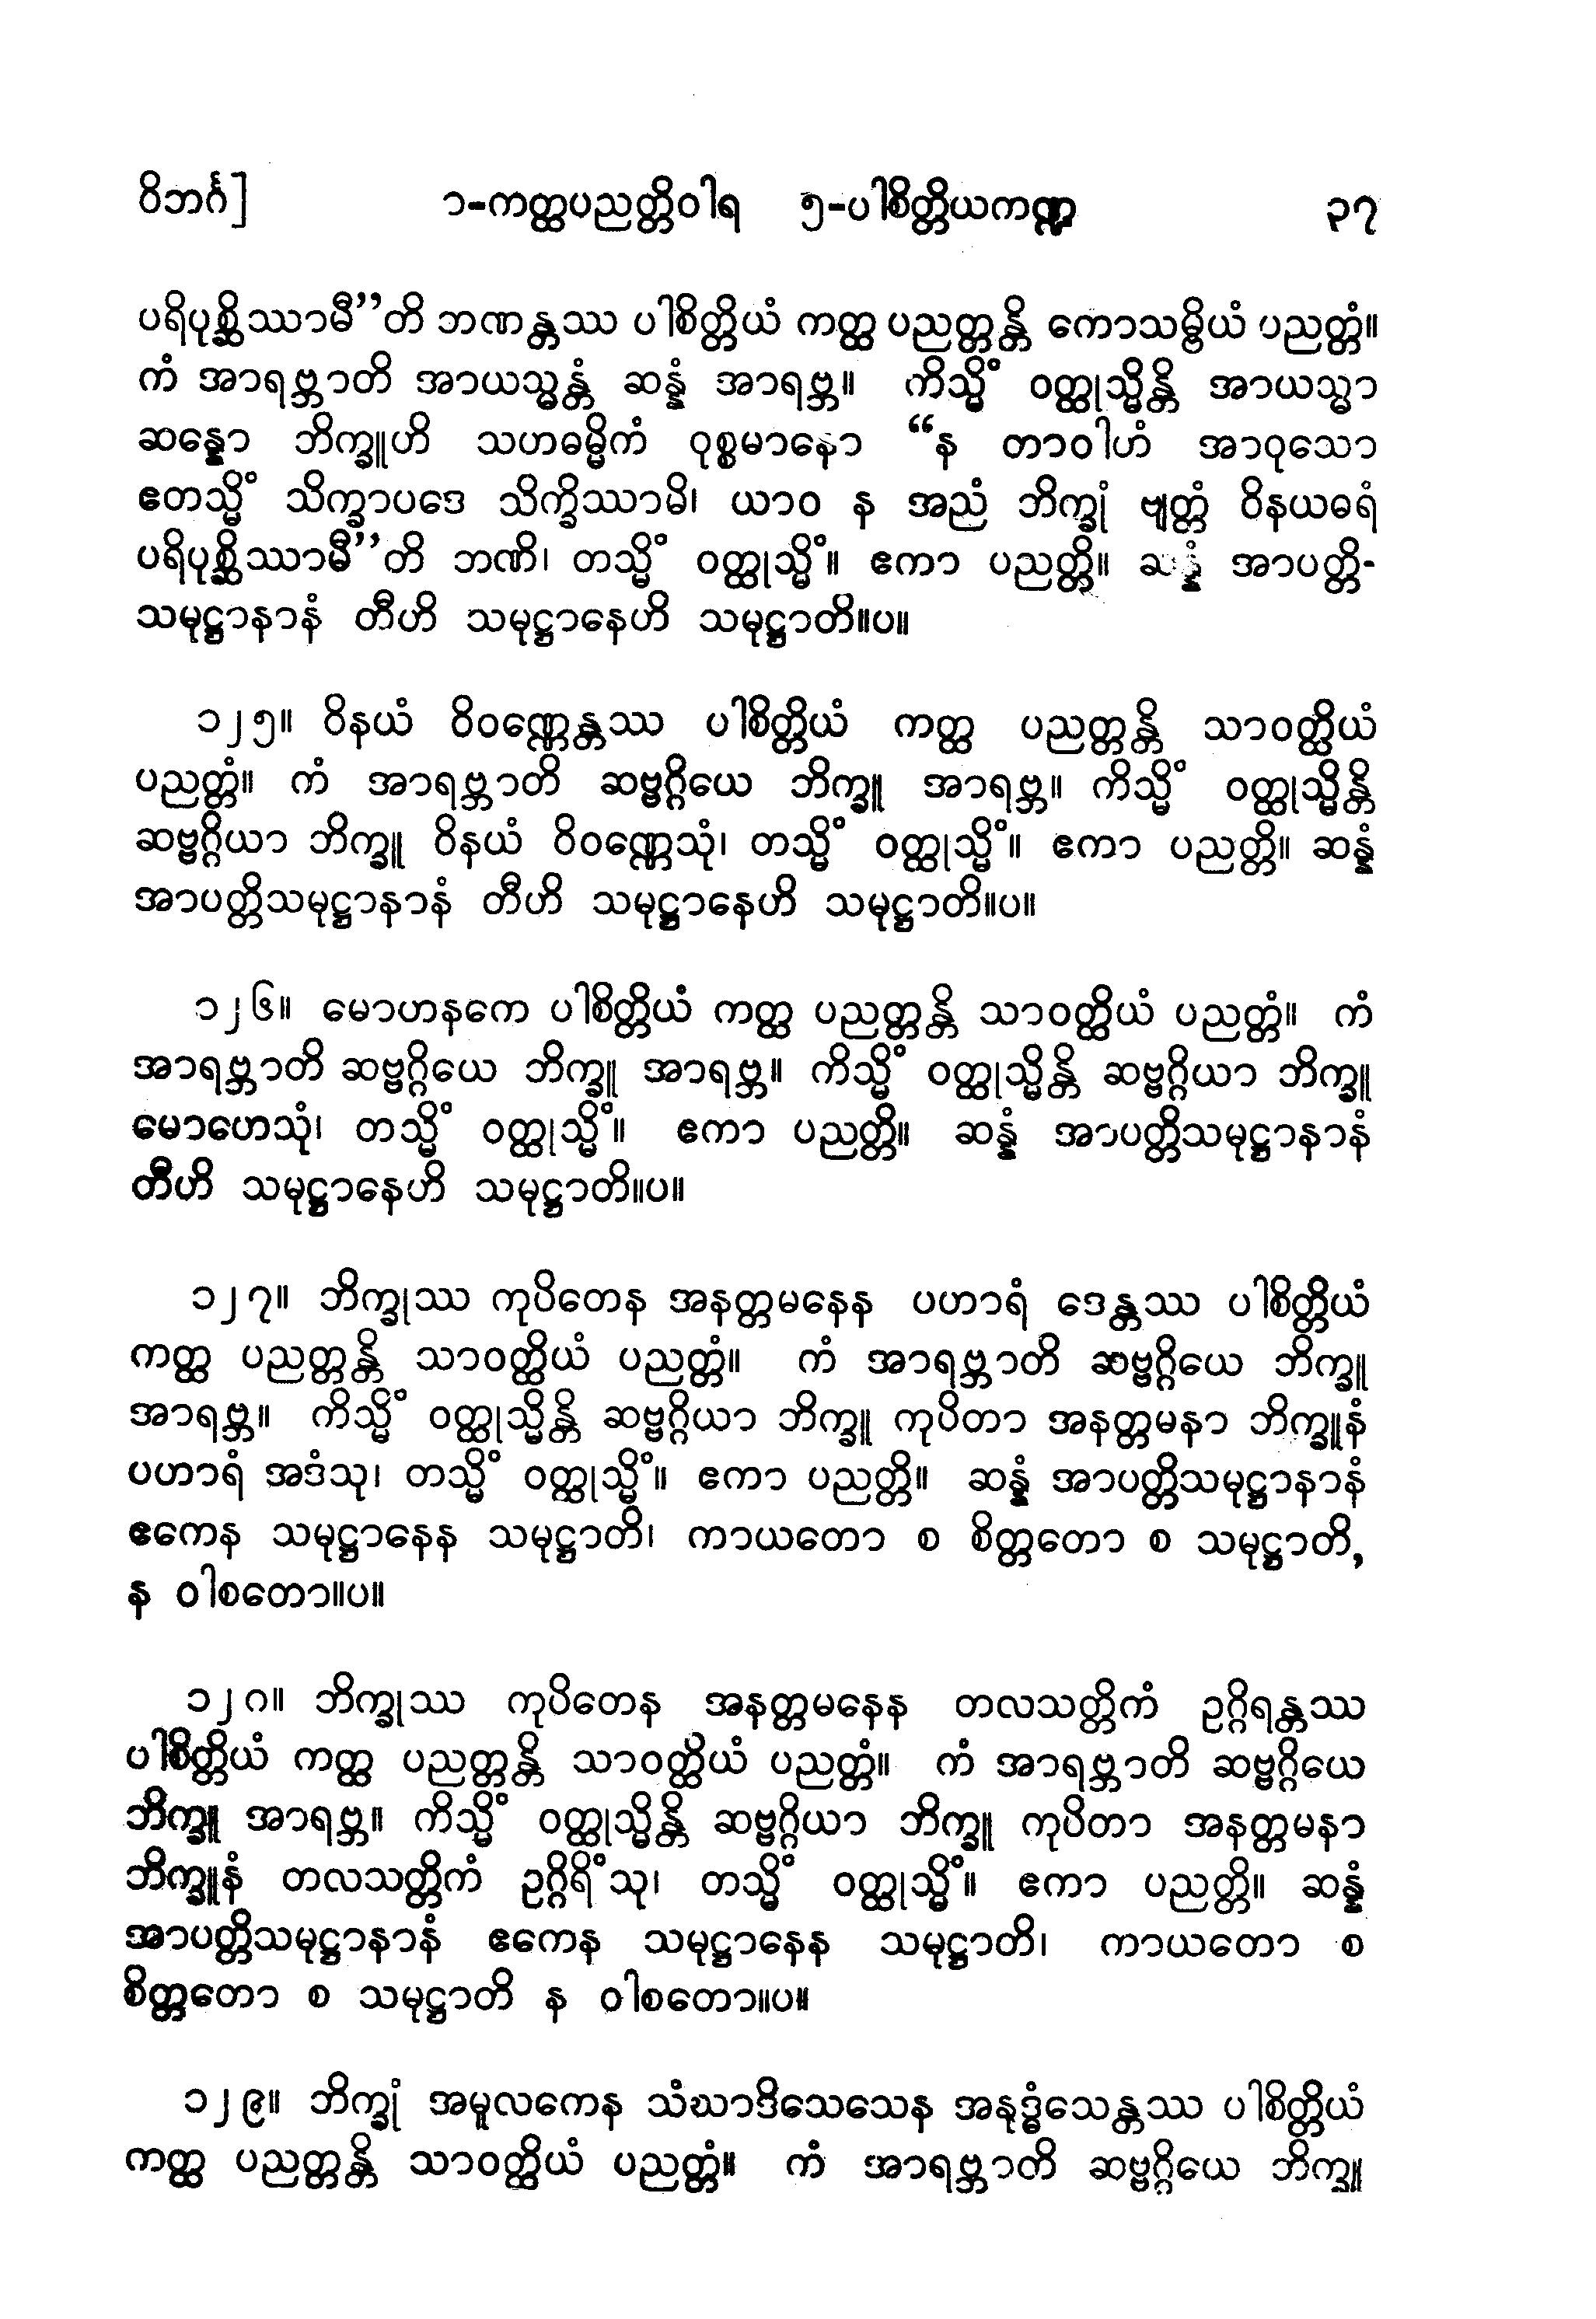 ဝိဘင်္ဂ]	၁-ကတ္ထပညတ္တိဝါရ ၅-ပါစိတ္တိယကဏ္ဍ	၃၇
ပရိပုစ္ဆိဿာမီ”တိ ဘဏန္တဿ ပါစိတ္တိယံ ကတ္ထ ပညတ္တန္တိ ကောသမ္ဗိယံ ပညတ္တံ။
ကံ အာရဗ္ဘာတိ အာယသ္မန္တံ ဆန္နံ အာရဗ္ဘ။ ကိသ္မိံ ဝတ္ထုသ္မိန္တိ အာယသ္မာ
ဆန္နော ဘိက္ခူဟိ သဟဓမ္မိကံ ဝုစ္စမာနော “န တာဝါဟံ အာဝုသော
ဧတသ္မိံ သိက္ခာပဒေ သိက္ခိဿာမိ၊ ယာဝ န အညံ ဘိက္ခုံ ဗျတ္တံ ဝိနယဓရံ
ပရိပုစ္ဆိဿာမီ”တိ ဘဏိ၊ တသ္မိံ ဝတ္ထုသ္မိံ။ ဧကာ ပညတ္တိ။ ဆန္နံ အာပတ္တိ-
သမုဋ္ဌာနာနံ တီဟိ သမုဋ္ဌာနေဟိ သမုဋ္ဌာတိ။ပ။
၁၂၅။ ဝိနယံ ဝိဝဏ္ဏေန္တဿ ပါစိတ္တိယံ ကတ္ထ ပညတ္တန္တိ သာဝတ္ထိယံ
ပညတ္တံ။ ကံ အာရဗ္ဘာတိ ဆဗ္ဗဂ္ဂိယေ ဘိက္ခူ အာရဗ္ဘ။ ကိသ္မိံ ဝတ္ထုသ္မိန္တိ
ဆဗ္ဗဂ္ဂိယာ ဘိက္ခူ ဝိနယံ ဝိဝဏ္ဏေသုံ၊ တသ္မိံ ဝတ္ထုသ္မိံ။ ဧကာ ပညတ္တိ။ ဆန္နံ
အာပတ္တိသမုဋ္ဌာနာနံ တီဟိ သမုဋ္ဌာနေဟိ သမုဋ္ဌာတိ။ပ။
၁၂၆။ မောဟနကေ ပါစိတ္တိယံ ကတ္ထ ပညတ္တန္တိ သာဝတ္ထိယံ ပညတ္တံ။ ကံ
အာရဗ္ဘာတိ ဆဗ္ဗဂ္ဂိယေ ဘိက္ခူ အာရဗ္ဘ။ ကိသ္မိံ ဝတ္ထုသ္မိန္တိ ဆဗ္ဗဂ္ဂိယာ ဘိက္ခူ
မောဟေသုံ၊ တသ္မိံ ဝတ္ထုသ္မိံ။ ဧကာ ပညတ္တိ။ ဆန္နံ အာပတ္တိသမုဋ္ဌာနာနံ
တီဟိ သမုဋ္ဌာနေဟိ သမုဋ္ဌာတိ။ပ။
၁၂၇။ ဘိက္ခုဿ ကုပိတေန အနတ္တမနေန ပဟာရံ ဒေန္တဿ ပါစိတ္တိယံ
ကတ္ထ ပညတ္တန္တိ သာဝတ္ထိယံ ပညတ္တံ။ ကံ အာရဗ္ဘာတိ ဆဗ္ဗဂ္ဂိယေ ဘိက္ခူ
အာရဗ္ဘ။ ကိသ္မိံ ဝတ္ထုသ္မိန္တိ ဆဗ္ဗဂ္ဂိယာ ဘိက္ခူ ကုပိတာ အနတ္တမနာ ဘိက္ခူနံ
ပဟာရံ အဒံသု၊ တသ္မိံ ဝတ္ထုသ္မိံ။ ဧကာ ပညတ္တိ။ ဆန္နံ အာပတ္တိသမုဋ္ဌာနာနံ
ဧကေန သမုဋ္ဌာနေန သမုဋ္ဌာတိ၊ ကာယတော စ စိတ္တတော စ သမုဋ္ဌာတိ,
န ဝါစတော။ပ။
၁၂၈။ ဘိက္ခုဿ ကုပိတေန အနတ္တမနေန တလသတ္တိကံ ဥဂ္ဂိရန္တဿ
ပါစိတ္တိယံ ကတ္ထ ပညတ္တန္တိ သာဝတ္ထိယံ ပညတ္တံ။ ကံ အာရဗ္ဘာတိ ဆဗ္ဗဂ္ဂိယေ
ဘိက္ခူ အာရဗ္ဘ။ ကိသ္မိံ ဝတ္ထုသ္မိန္တိ ဆဗ္ဗဂ္ဂိယာ ဘိက္ခူ ကုပိတာ အနတ္တမနာ
ဘိက္ခူနံ တလသတ္တိကံ ဥဂ္ဂိရိံသု၊ တသ္မိံ ဝတ္ထုသ္မိံ။ ဧကာ ပညတ္တိ။ ဆန္နံ
အာပတ္တိသမုဋ္ဌာနာနံ ဧကေန သမုဋ္ဌာနေန သမုဋ္ဌာတိ၊ ကာယတော စ
စိတ္တတော စ သမုဋ္ဌာတိ န ဝါစတော။ပ။
၁၂၉။ ဘိက္ခုံ အမူလကေန သံဃာဒိသေသေန အနုဒ္ဓံသေန္တဿ ပါစိတ္တိယံ
ကတ္ထ ပညတ္တန္တိ သာဝတ္ထိယံ ပညတ္တံ။ ကံ အာရဗ္ဘာတိ ဆဗ္ဗဂ္ဂိယေ ဘိက္ခူ